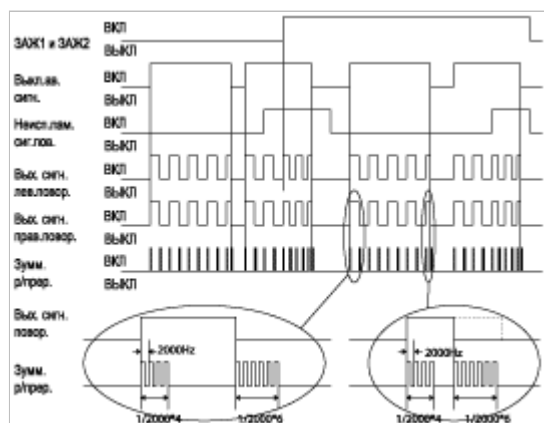 ЗАЖ1 и ЗАЖ2
ВКЛ
ВЫКЛ
Выкл.ав.
сигн.
ВКЛ
ВЫКЛ
Неисп.лам.
сиг.пов.
ВКЛ
ВЫКЛ
Вых. сигн.
лев.повор.
ВКЛ
ВЫКЛ
Вых. сигн.
прав.повор.
ВКЛ
ВЫКЛ
Зумм.
р/прер.
ВКЛ
ВЫКЛ
Вых. сигн.
повор.
2000Hz
2000Hz
Зумм.
р/прер.
1/2000*4
1/2000*6
1/2000*4
1/2000*6